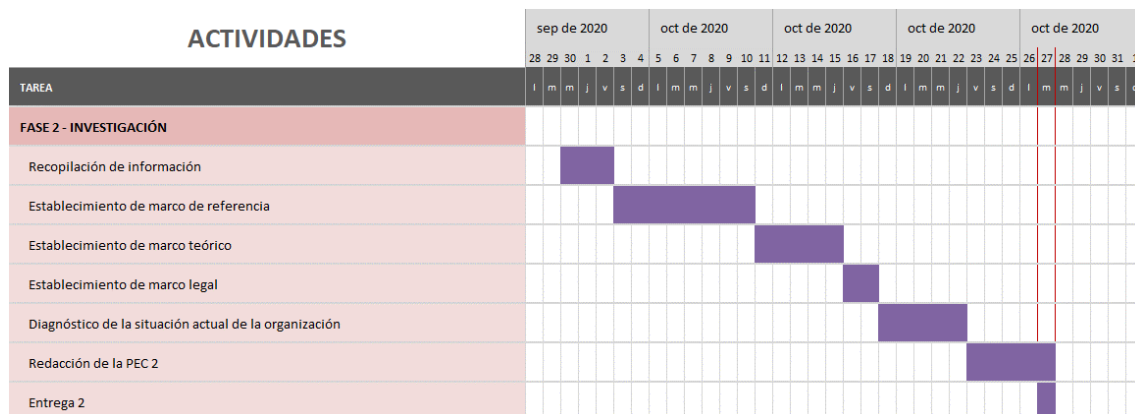 ACTIVIDADES
sep de 2020 oct de 2020 oct de 2020 oct de 2020 oct de 2020
28 29 30 1 2 3 4 5 6 7 8 9 10 11 12 13 14 15 16 17 18 19 20 21 22 23 24 25 26 27 28 29 30 31 1
TAREA l m m j v s d l m m j v s d l m m j v s d l m m j v s d l m m j v s d
FASE 2 - INVESTIGACIÓN
Recopilación de información
Establecimiento de marco de referencia
Establecimiento de marco teórico
Establecimiento de marco legal
Diagnóstico de la situación actual de la organización
Redacción de la PEC 2
Entrega 2